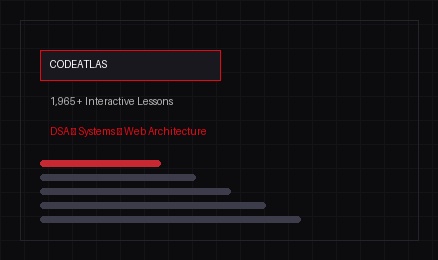 CODEATLAS
1,965+ Interactive Lessons
DSA▯ Systems▯ Web Architecture